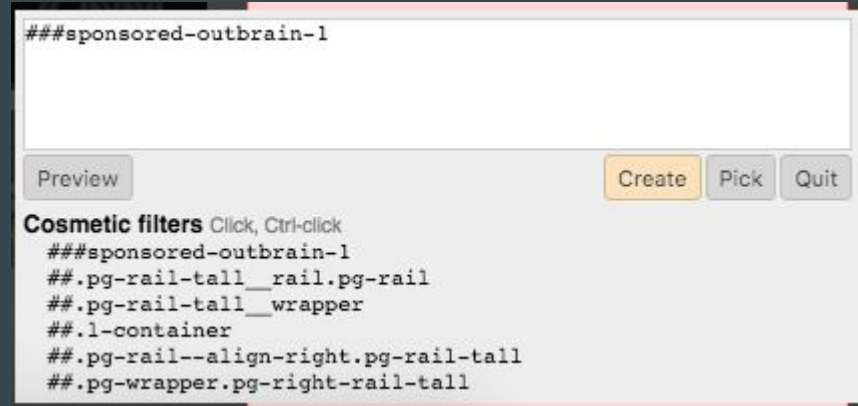 ###sponsored-outbrain-1
Preview
Create Pick Quit
Cosmetic filters Click, Ctrl-click
###sponsored-outbrain-1
##.pg-rail-tall__rail.pg-rail
##.pg-rail-tall__wrapper
##.l-container
##.pg-rail--align-right.pg-rail-tall
##.pg-wrapper.pg-right-rail-tall